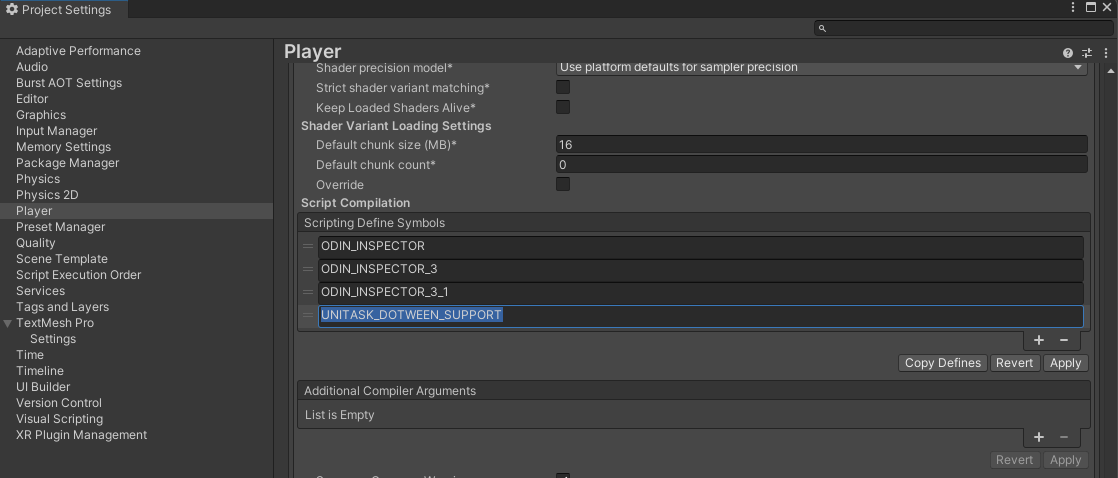 Project Settings
Adaptive Performance
Audio
Burst AOT Settings
Editor
Graphics
Input Manager
Memory Settings
Package Manager
Physics
Physics 2D
Player
Preset Manager
Quality
Scene Template
Script Execution Order
Services
Tags and Layers
TextMesh Pro
Settings
Time
Timeline
UI Builder
Version Control
Visual Scripting
XR Plugin Management
Player
Shader precision model* Use platform defaults for sampler precision
Strict shader variant matching*
Keep Loaded Shaders Alive*
Shader Variant Loading Settings
Default chunk size (MB)* 16
Default chunk count* 0
Override
Script Compilation
Scripting Define Symbols
ODIN_INSPECTOR
ODIN_INSPECTOR_3
ODIN_INSPECTOR_3_1
UNITASK_DOTWEEN_SUPPORT
Copy Defines Revert Apply
Additional Compiler Arguments
List is Empty
Revert Apply